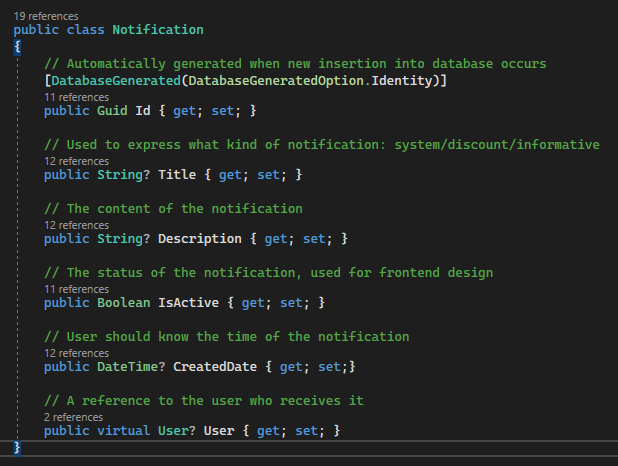 19 references
public class Notification
{
// Automatically generated when new insertion into database occurs
[DatabaseGenerated(DatabaseGeneratedOption.Identity)]
11 references
public Guid Id { get; set; }
// Used to express what kind of notification: system/discount/informative
12 references
public String? Title { get; set; }
// The content of the notification
12 references
public String? Description { get; set; }
// The status of the notification, used for frontend design
11 references
public Boolean IsActive { get; set; }
// User should know the time of the notification
12 references
public DateTime? CreatedDate { get; set;}
// A reference to the user who receives it
2 references
public virtual User? User { get; set; }
}